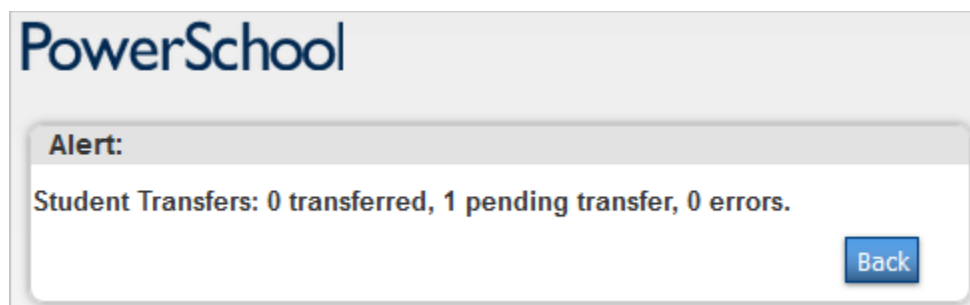 PowerSchool
Alert:
Student Transfers: 0 transferred, 1 pending transfer, 0 errors.
Back